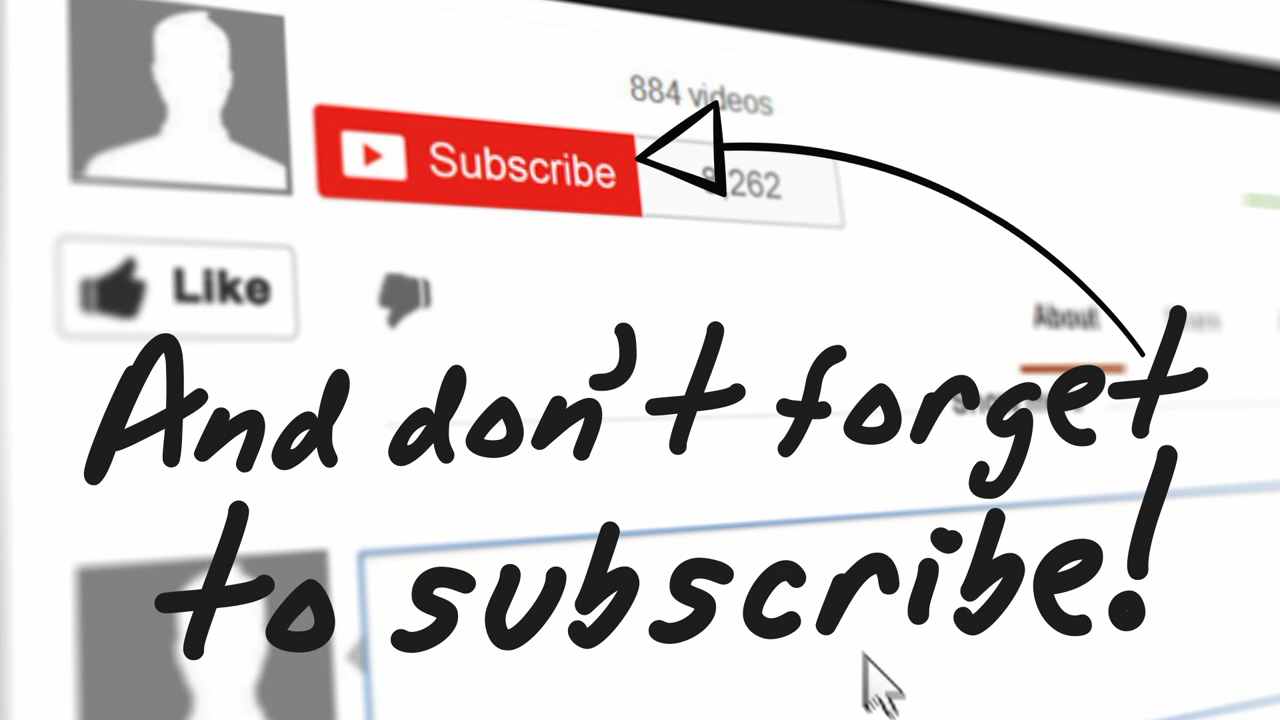 884 videos
Subscribe
Like
About
And don't forget
to subscribe!